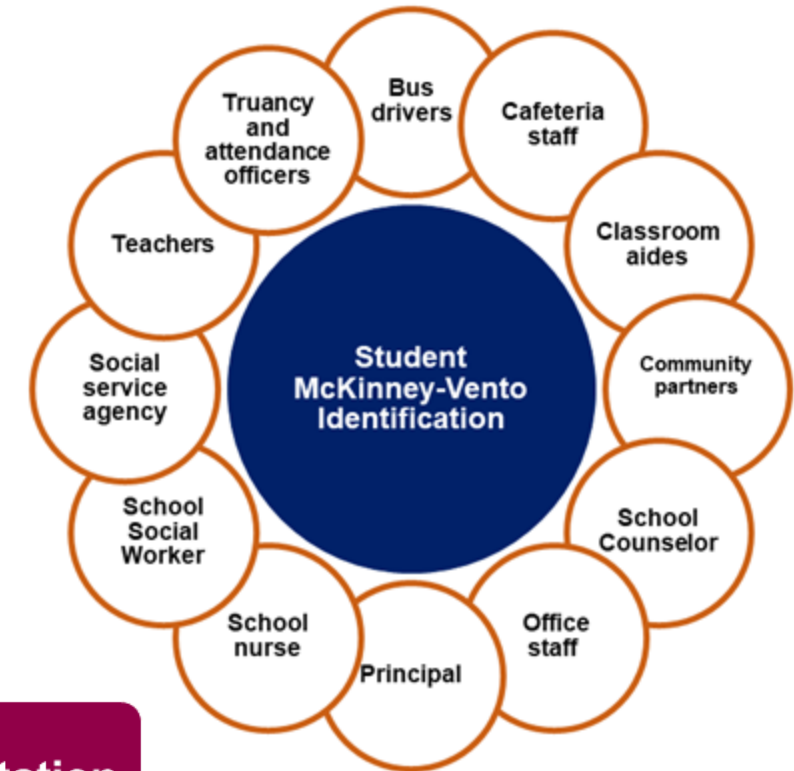 Bus
drivers
Cafeteria
staff
Classroom
aides
Community
partners
School
Counselor
Office
staff
Principal
School
nurse
School
Social
Worker
Social
service
agency
Teachers
Truancy
and
attendance
officers
Student
McKinney-Vento
Identification